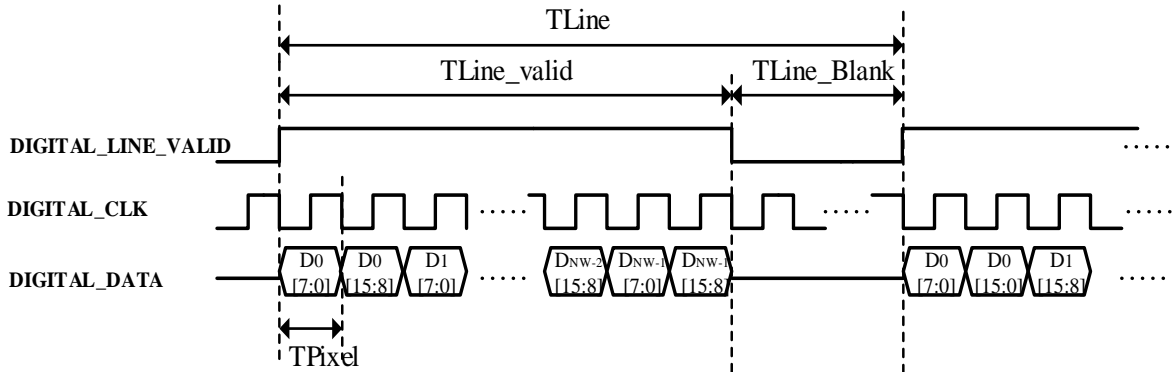 TLine
TLine_valid TLine_Blank
DIGITAL_LINE_VALID ·····
DIGITAL_CLK ····· ····· ·····
DIGITAL_DATA D0 D0 D1 ····· DNW-2 DNW-1 DNW-1 D0 D0 D1 ·····
[7:0] [15:8] [7:0] [15:8] [7:0] [15:8] [7:0] [15:0] [15:8]
TPixel